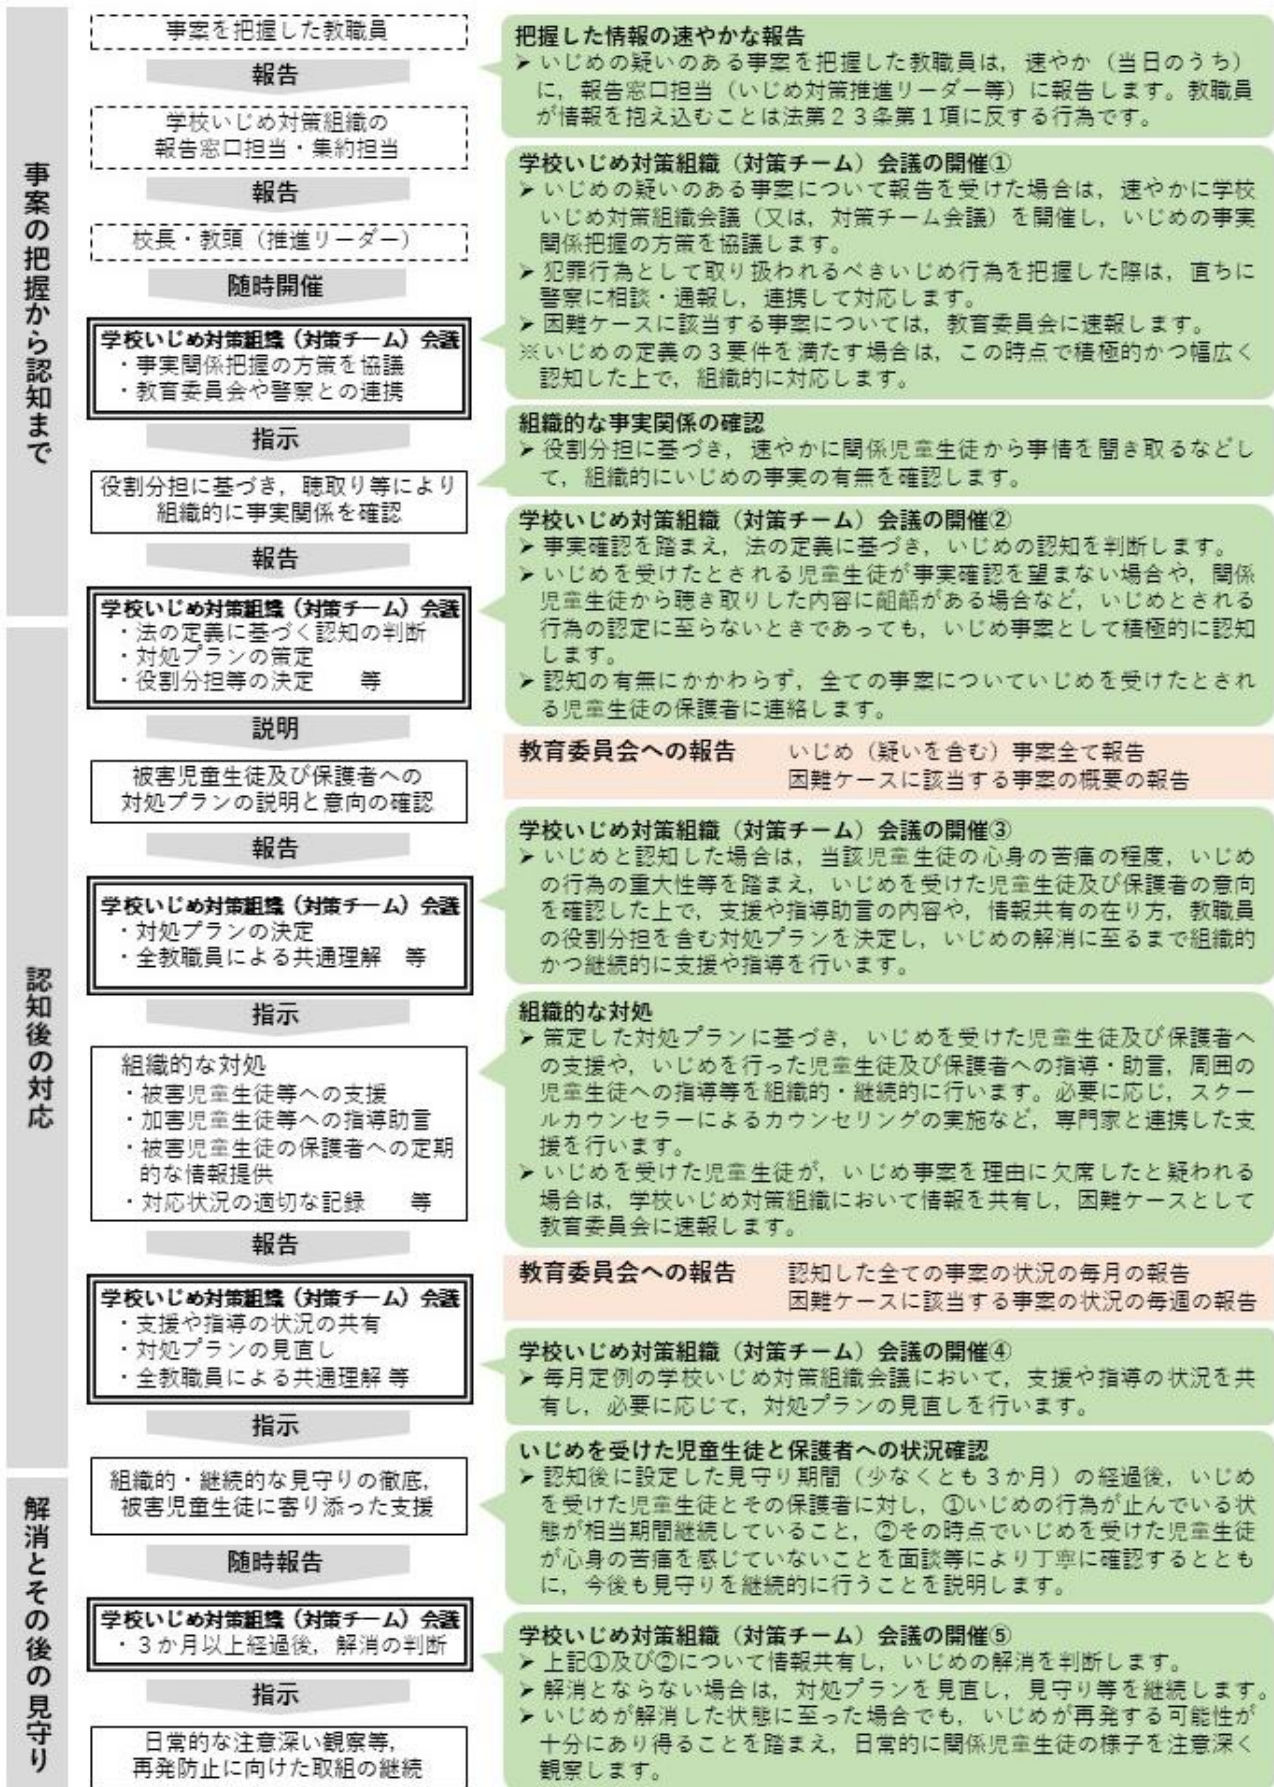 事案の把握から認知まで
事案を把握した教職員
報告
学校いじめ対策組織の
報告窓口担当・集約担当
報告
校長・教頭（推進リーダー）
随時開催
学校いじめ対策組織（対策チーム）会議
・事実関係把握の方策を協議
・教育委員会や警察との連携
指示
役割分担に基づき，聴取り等により
組織的に事実関係を確認
報告
学校いじめ対策組織（対策チーム）会議
・法の定義に基づく認知の判断
・対処プランの策定
・役割分担等の決定　　等
認知後の対応
説明
被害児童生徒及び保護者への
対処プランの説明と意向の確認
報告
学校いじめ対策組織（対策チーム）会議
・対処プランの決定
・全教職員による共通理解　等
指示
組織的な対処
・被害児童生徒等への支援
・加害児童生徒等への指導助言
・被害児童生徒の保護者への定期
的な情報提供
・対応状況の適切な記録　　等
報告
学校いじめ対策組織（対策チーム）会議
・支援や指導の状況の共有
・対処プランの見直し
・全教職員による共通理解 等
指示
解消とその後の見守り
組織的・継続的な見守りの徹底，
被害児童生徒に寄り添った支援
随時報告
学校いじめ対策組織（対策チーム）会議
・３か月以上経過後，解消の判断
指示
日常的な注意深い観察等，
再発防止に向けた取組の継続
把握した情報の速やかな報告
➤ いじめの疑いのある事案を把握した教職員は，速やか（当日のうち）
に，報告窓口担当（いじめ対策推進リーダー等）に報告します。教職員
が情報を抱え込むことは法第２３条第１項に反する行為です。
学校いじめ対策組織（対策チーム）会議の開催①
➤ いじめの疑いのある事案について報告を受けた場合は，速やかに学校
いじめ対策組織会議（又は，対策チーム会議）を開催し，いじめの事実
関係把握の方策を協議します。
➤ 犯罪行為として取り扱われるべきいじめ行為を把握した際は，直ちに
警察に相談・通報し，連携して対応します。
➤ 困難ケースに該当する事案については，教育委員会に速報します。
※いじめの定義の３要件を満たす場合は，この時点で積極的かつ幅広く
認知した上で，組織的に対応します。
組織的な事実関係の確認
➤ 役割分担に基づき，速やかに関係児童生徒から事情を聞き取るなどし
て，組織的にいじめの事実の有無を確認します。
学校いじめ対策組織（対策チーム）会議の開催②
➤ 事実確認を踏まえ，法の定義に基づき，いじめの認知を判断します。
➤ いじめを受けたとされる児童生徒が事実確認を望まない場合や，関係
児童生徒から聴き取りした内容に齟齬がある場合など，いじめとされる
行為の認定に至らないときであっても，いじめ事案として積極的に認知
します。
➤ 認知の有無にかかわらず，全ての事案についていじめを受けたとされ
る児童生徒の保護者に連絡します。
教育委員会への報告　　いじめ（疑いを含む）事案全て報告
困難ケースに該当する事案の概要の報告
学校いじめ対策組織（対策チーム）会議の開催③
➤ いじめと認知した場合は，当該児童生徒の心身の苦痛の程度，いじめ
の行為の重大性等を踏まえ，いじめを受けた児童生徒及び保護者の意向
を確認した上で，支援や指導助言の内容や，情報共有の在り方，教職員
の役割分担を含む対処プランを決定し，いじめの解消に至るまで組織的
かつ継続的に支援や指導を行います。
組織的な対処
➤ 策定した対処プランに基づき，いじめを受けた児童生徒及び保護者へ
の支援や，いじめを行った児童生徒及び保護者への指導・助言，周囲の
児童生徒への指導等を組織的・継続的に行います。必要に応じ，スクー
ルカウンセラーによるカウンセリングの実施など，専門家と連携した支
援を行います。
➤ いじめを受けた児童生徒が，いじめ事案を理由に欠席したと疑われる
場合は，学校いじめ対策組織において情報を共有し，困難ケースとして
教育委員会に速報します。
教育委員会への報告　　認知した全ての事案の状況の毎月の報告
困難ケースに該当する事案の状況の毎週の報告
学校いじめ対策組織（対策チーム）会議の開催④
➤ 毎月定例の学校いじめ対策組織会議において，支援や指導の状況を共
有し，必要に応じて，対処プランの見直しを行います。
いじめを受けた児童生徒と保護者への状況確認
➤ 認知後に設定した見守り期間（少なくとも３か月）の経過後，いじめ
を受けた児童生徒とその保護者に対し，①いじめの行為が止んでいる状
態が相当期間継続していること，②その時点でいじめを受けた児童生徒
が心身の苦痛を感じていないことを面談等により丁寧に確認するととも
に，今後も見守りを継続的に行うことを説明します。
学校いじめ対策組織（対策チーム）会議の開催⑤
➤ 上記①及び②について情報共有し，いじめの解消を判断します。
➤ 解消とならない場合は，対処プランを見直し，見守り等を継続します。
➤ いじめが解消した状態に至った場合でも，いじめが再発する可能性が
十分にあり得ることを踏まえ，日常的に関係児童生徒の様子を注意深く
観察します。